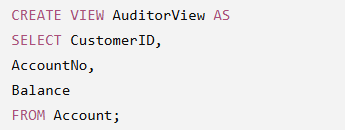 CREATE VIEW AuditorView AS
SELECT CustomerID,
AccountNo,
Balance
FROM Account;